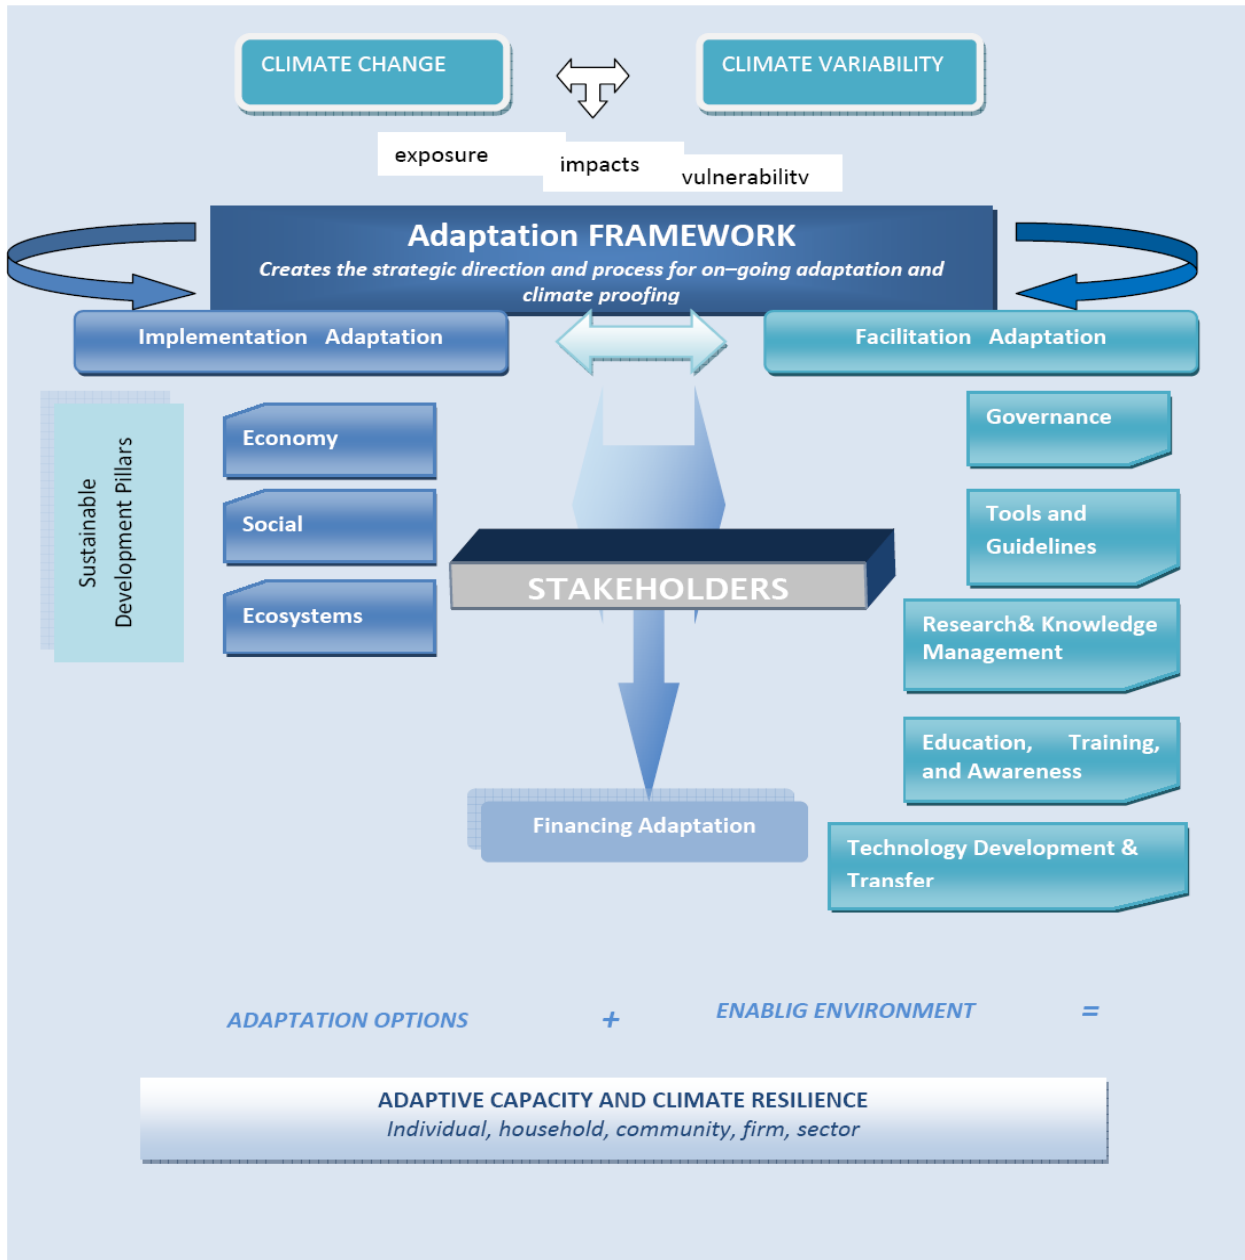 CLIMATE CHANGE
CLIMATE VARIABILITY
exposure
impacts
vulnerability
Adaptation FRAMEWORK
Creates the strategic direction and process for on–going adaptation and
climate proofing
Implementation Adaptation
Facilitation Adaptation
Sustainable
Development Pillars
Economy
Social
Ecosystems
STAKEHOLDERS
Financing Adaptation
Governance
Tools and
Guidelines
Research& Knowledge
Management
Education, Training,
and Awareness
Technology Development &
Transfer
ADAPTATION OPTIONS + ENABLIG ENVIRONMENT =
ADAPTIVE CAPACITY AND CLIMATE RESILIENCE
Individual, household, community, firm, sector